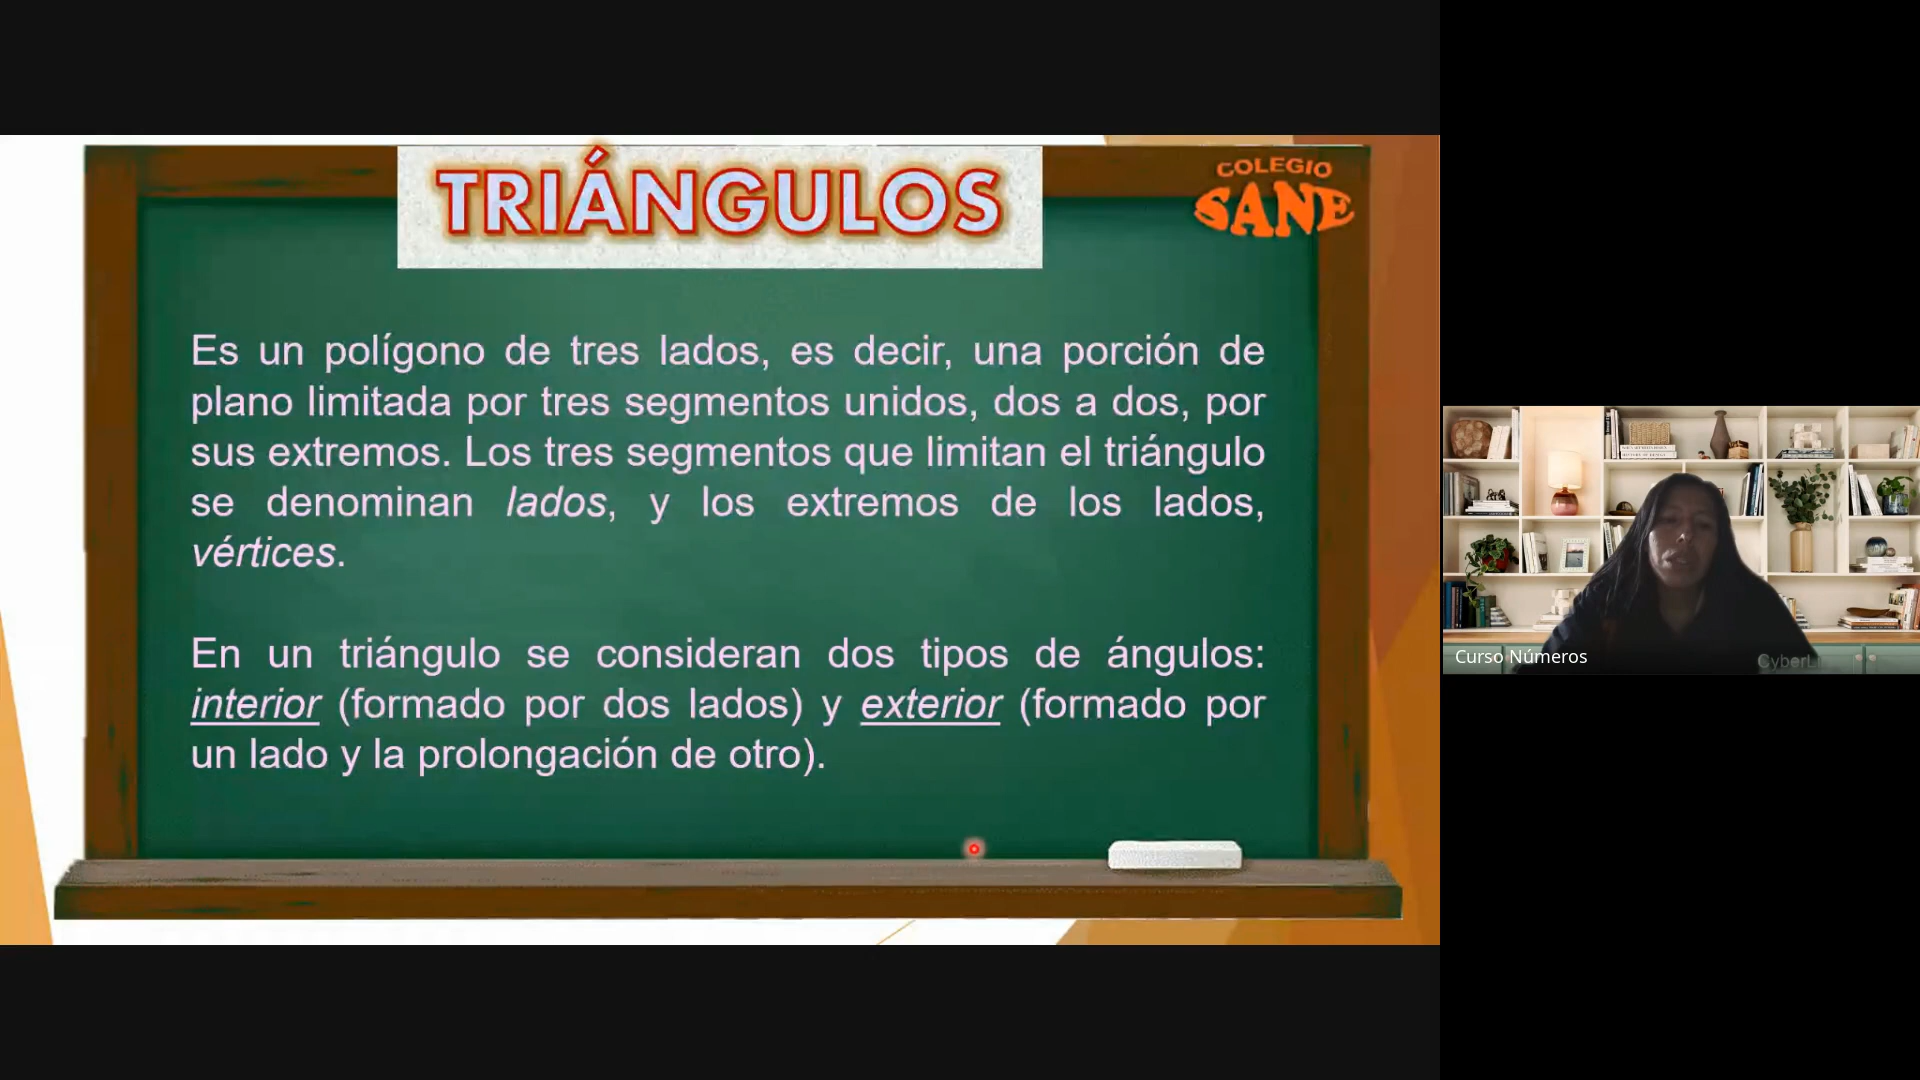 TRIÁNGULOS
COLEGIO
SANE
Es un polígono de tres lados, es decir, una porción de
plano limitada por tres segmentos unidos, dos a dos, por
sus extremos. Los tres segmentos que limitan el triángulo
se denominan lados, y los extremos de los lados,
vértices.
En un triángulo se consideran dos tipos de ángulos:
interior (formado por dos lados) y exterior (formado por
un lado y la prolongación de otro).
Curso Números